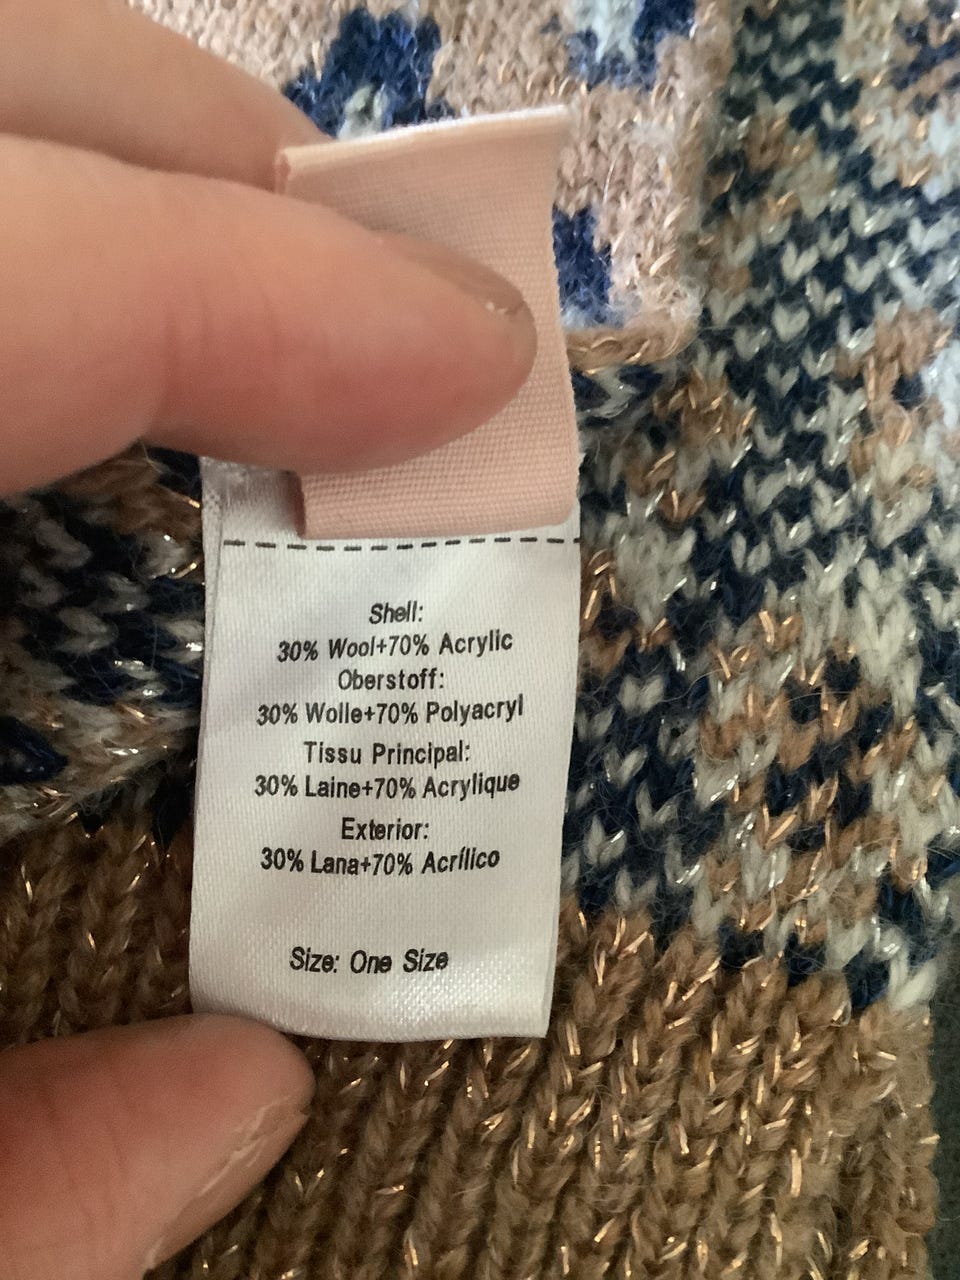 Shell:
30% Wool+70% Acrylic
Oberstoff:
30% Wolle+70% Polyacryl
Tissu Principal:
30% Laine+70% Acrylique
Exterior:
30% Lana+70% Acrílico
Size: One Size